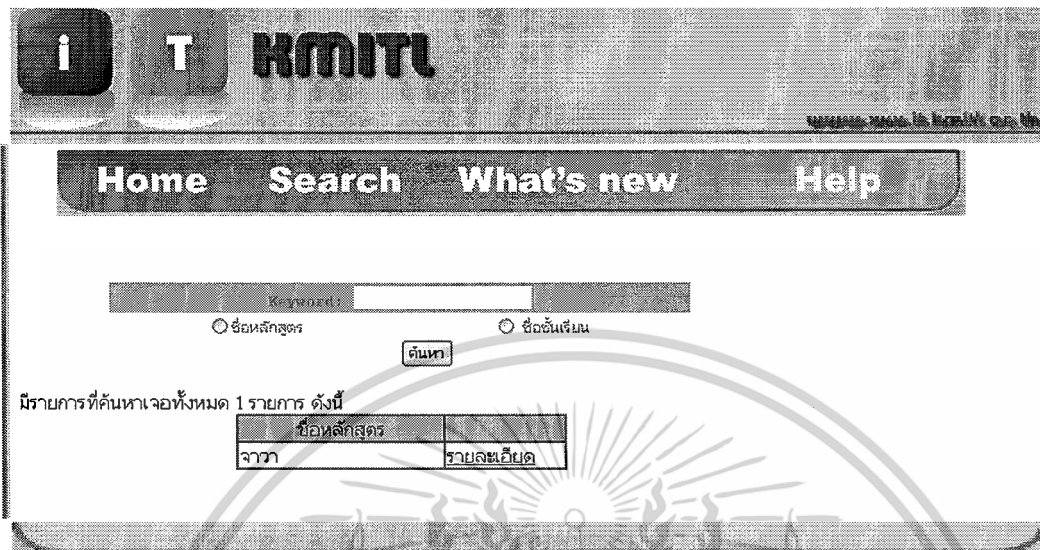 i T KMITL
Home Search What's new Help
Keyword:
ชื่อหลักสูตร ชื่อชั้นเรียน
ค้นหา
มีรายการที่ค้นหาเจอทั้งหมด 1 รายการ ดังนี้
ชื่อหลักสูตร
จาวา รายละเอียด